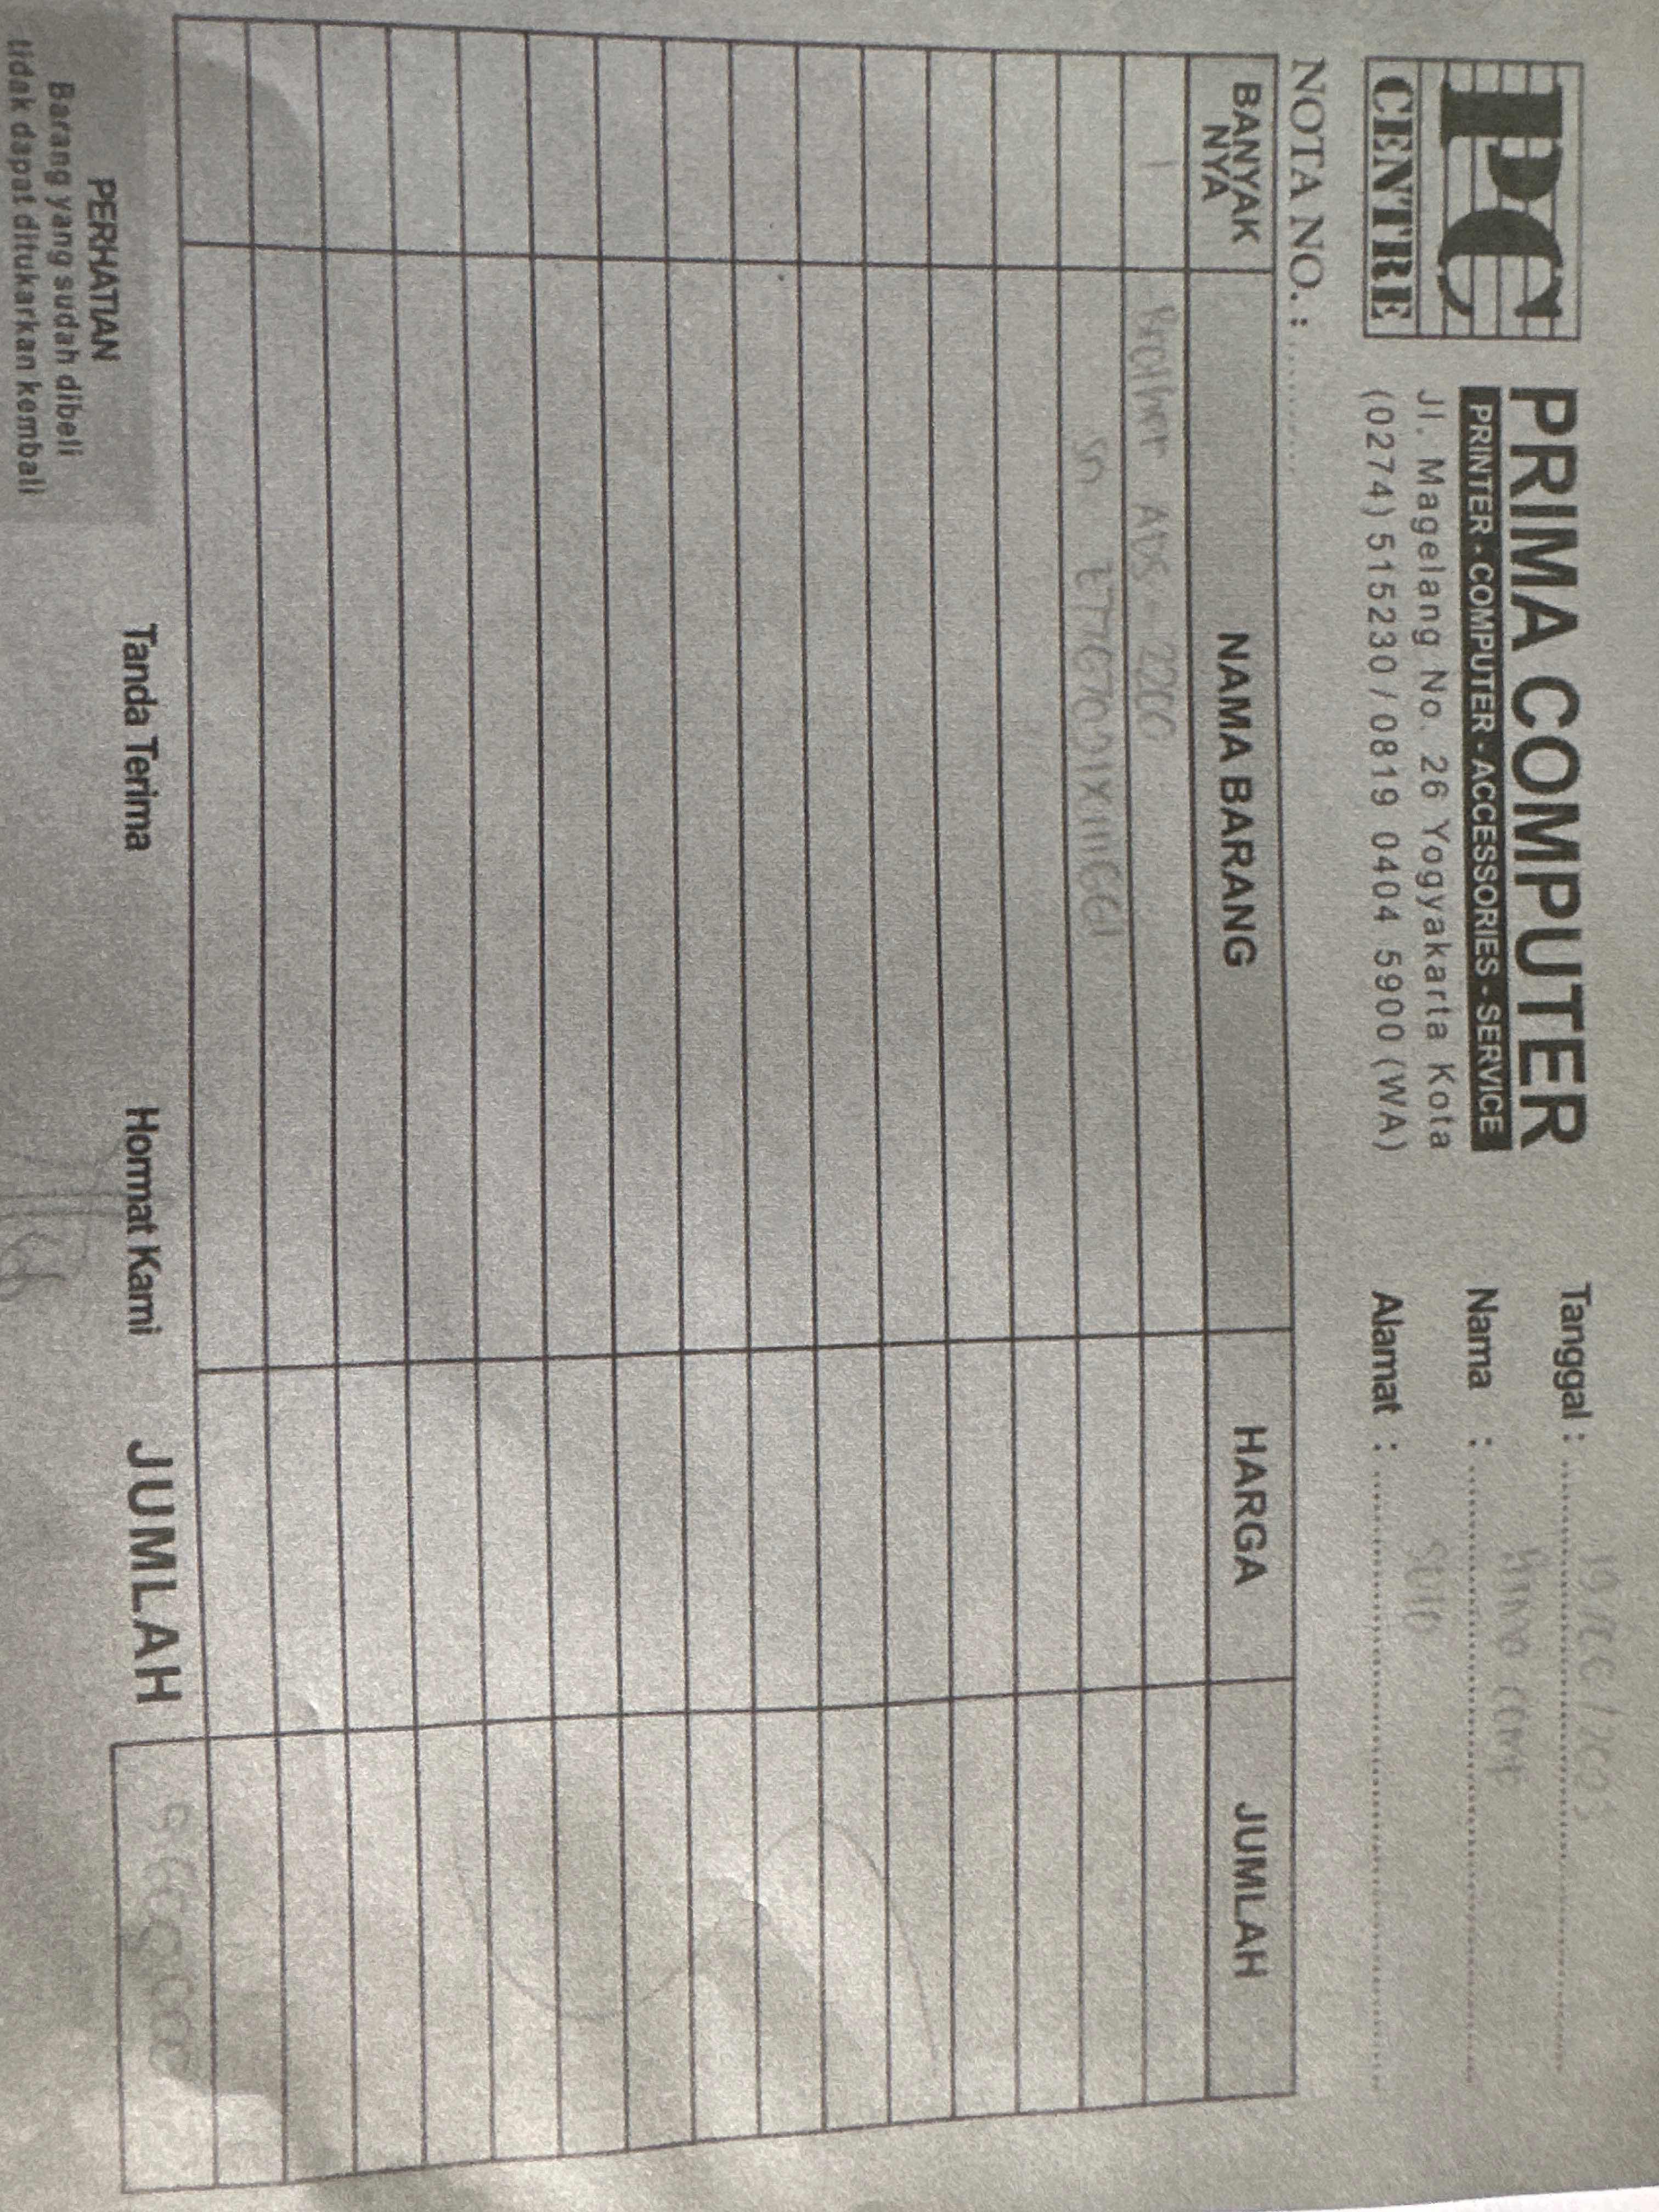 PC
CENTRE
PRIMA COMPUTER
PRINTER - COMPUTER - ACCESSORIES - SERVICE
Jl. Magelang No. 26 Yogyakarta Kota
(0274) 515230 / 0819 0404 5900 (WA)
Tanggal :
Nama :
Alamat :
NOTA NO. :
BANYAK NYA NAMA BARANG HARGA JUMLAH
1 Brother ADS - 2200
sn
PERHATIAN
Barang yang sudah dibeli
tidak dapat ditukarkan kembali
Tanda Terima
Hormat Kami
JUMLAH